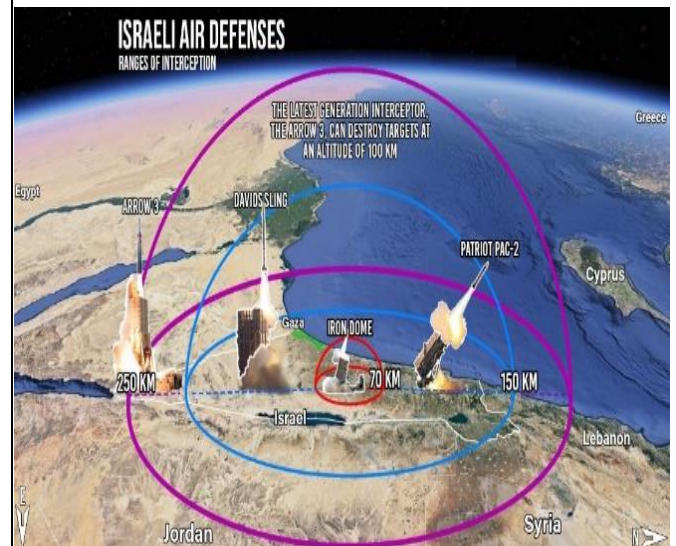 ISRAELI AIR DEFENSES
RANGES OF INTERCEPTION
THE LATEST GENERATION INTERCEPTOR,
THE ARROW 3, CAN DESTROY TARGETS AT
AN ALTITUDE OF 100 KM
Greece
Egypt
ARROW 3
DAVIDS SLING
PATRIOT PAC-2
Cyprus
Gaza
IRON DOME
250 KM
70 KM
150 KM
Israel
Lebanon
E
Jordan
Syria
N